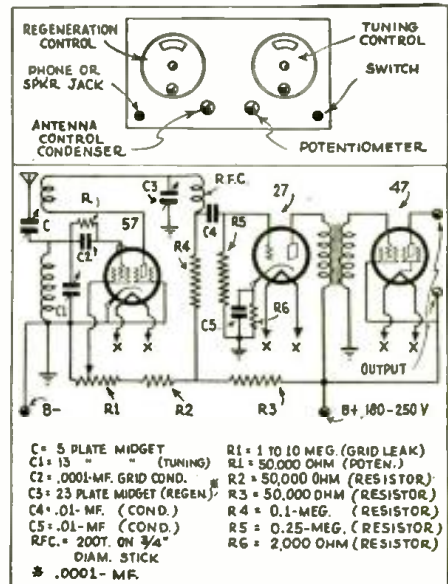 REGENERATION
CONTROL
PHONE OR
SPKR JACK
ANTENNA
CONTROL
CONDENSER
TUNING
CONTROL
SWITCH
POTENTIOMETER
C
R1
57
C2
C1
C3
R.F.C.
C4
R4
R5
27
C5
R6
47
X X
X X
X X
OUTPUT
B-
R1
R2
R3
B+ 180-250 V
C = 5 PLATE MIDGET
C1 = 13 " " (TUNING)
C2 = .0001-MF. GRID COND.
C3 = 23 PLATE MIDGET (REGEN.) *
C4 = .01-MF. (COND.)
C5 = .01-MF (COND.)
RFC. = 200T. ON 3/4"
DIAM. STICK
* .0001-MF.
R1 = 1 TO 10 MEG. (GRID LEAK)
R1 = 50,000 OHM (POTEN.)
R2 = 50,000 OHM (RESISTOR)
R3 = 50,000 OHM (RESISTOR)
R4 = 0.1-MEG. (RESISTOR)
R5 = 0.25-MEG. (RESISTOR)
R6 = 2,000 OHM (RESISTOR)